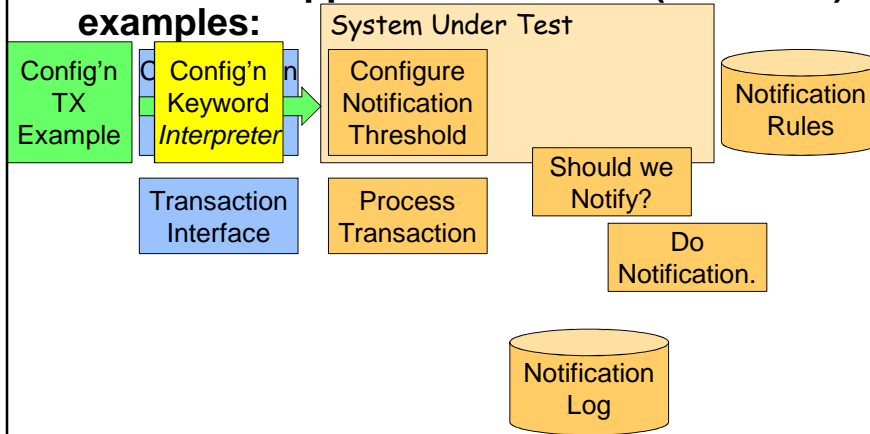 examples:
System Under Test
Config'n
TX
Example
Config'n
Keyword
Interpreter
Configure
Notification
Threshold
Notification
Rules
Should we
Notify?
Transaction
Interface
Process
Transaction
Do
Notification.
Notification
Log